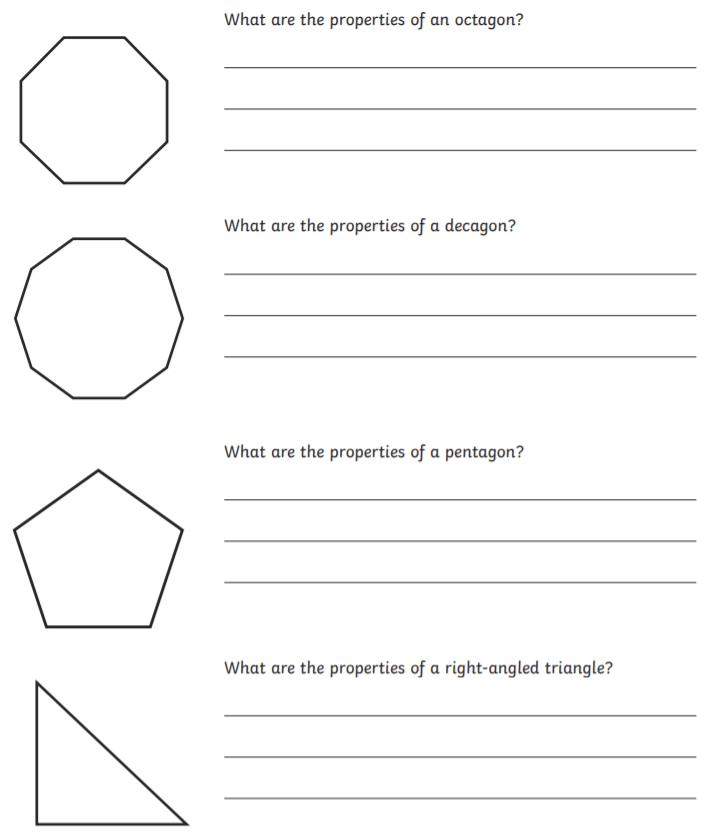 What are the properties of an octagon?
What are the properties of a decagon?
What are the properties of a pentagon?
What are the properties of a right-angled triangle?